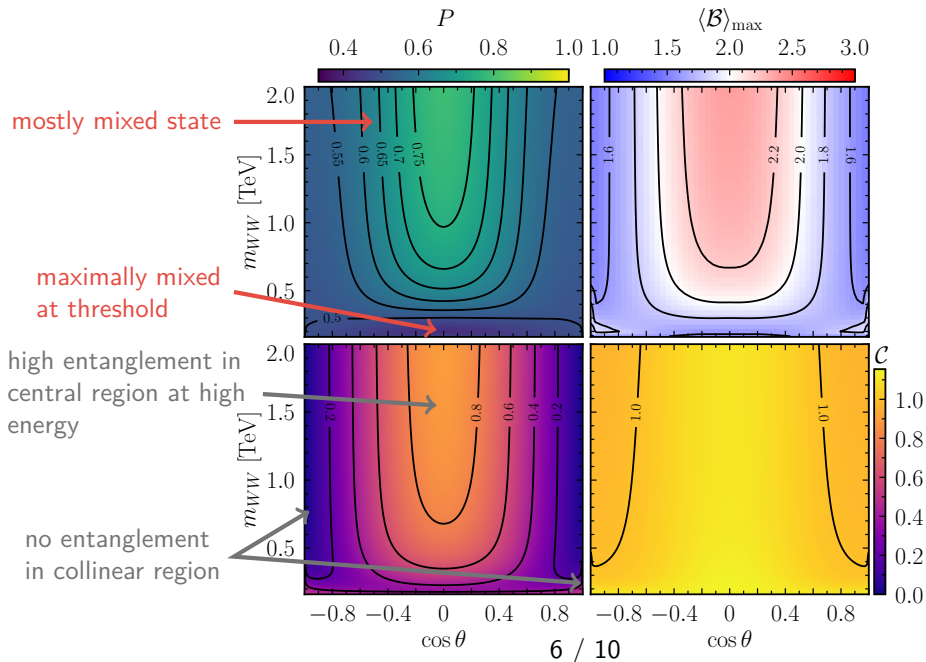 P
⟨𝓑⟩max
0.4 0.6 0.8 1.0
1.0 1.5 2.0 2.5 3.0
mostly mixed state
maximally mixed
at threshold
high entanglement in
central region at high
energy
no entanglement
in collinear region
2.0
1.5
1.0
0.5
m_WW [TeV]
0.55
0.6
0.65
0.7
0.75
0.5
1.6
2.2
2.0
1.8
1.6
2.0
1.5
1.0
0.5
m_WW [TeV]
0.2
0.8
0.6
0.4
0.2
1.0
1.0
𝓒
1.0
0.8
0.6
0.4
0.2
0.0
−0.8 −0.4 0 0.4 0.8
−0.8 −0.4 0 0.4 0.8
cos θ
cos θ
6 / 10